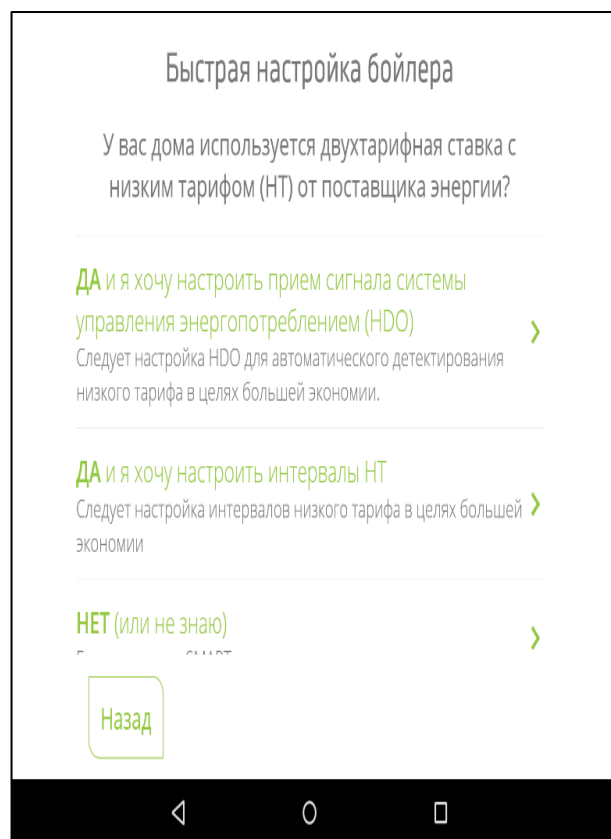 Быстрая настройка бойлера
У вас дома используется двухтарифная ставка с
низким тарифом (НТ) от поставщика энергии?
ДА и я хочу настроить прием сигнала системы
управления энергопотреблением (HDO)
Следует настройка HDO для автоматического детектирования
низкого тарифа в целях большей экономии.
ДА и я хочу настроить интервалы НТ
Следует настройка интервалов низкого тарифа в целях большей
экономии
НЕТ (или не знаю)
SMART
Назад